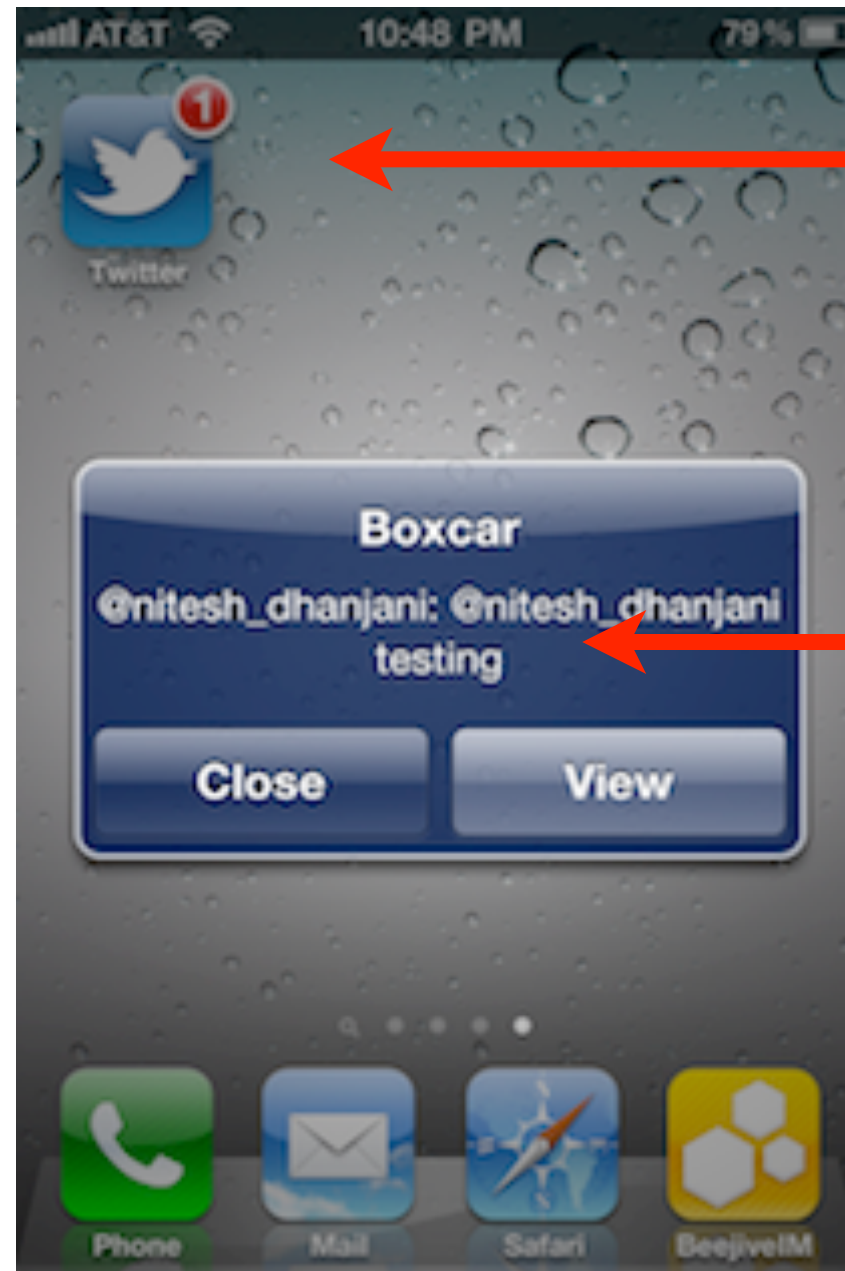 AT&T 10:48 PM 79%
1
Twitter
Boxcar
@nitesh_dhanjani: @nitesh_dhanjani
testing
Close View
Phone Mail Safari BeejiveIM